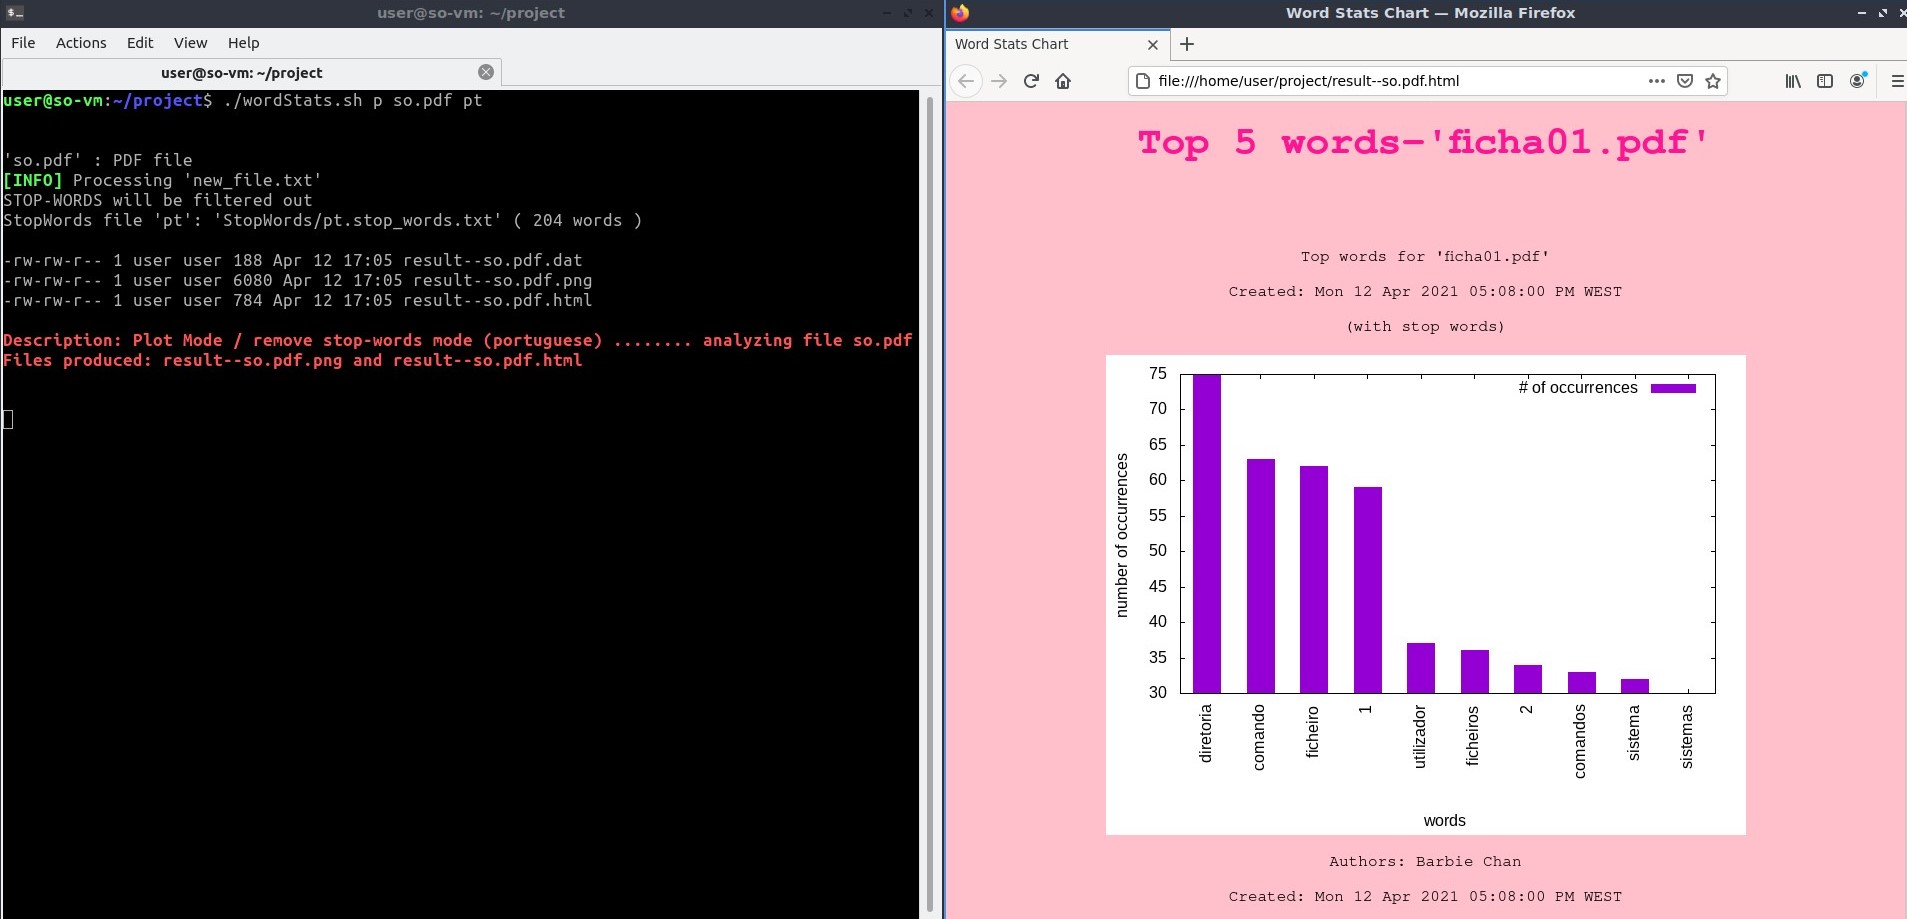 user@so-vm: ~/project
File Actions Edit View Help
user@so-vm: ~/project
user@so-vm:~/project$ ./wordStats.sh p so.pdf pt
'so.pdf' : PDF file
[INFO] Processing 'new_file.txt'
STOP-WORDS will be filtered out
StopWords file 'pt': 'StopWords/pt.stop_words.txt' ( 204 words )
-rw-rw-r-- 1 user user 188 Apr 12 17:05 result--so.pdf.dat
-rw-rw-r-- 1 user user 6080 Apr 12 17:05 result--so.pdf.png
-rw-rw-r-- 1 user user 784 Apr 12 17:05 result--so.pdf.html
Description: Plot Mode / remove stop-words mode (portuguese) ........ analyzing file so.pdf
Files produced: result--so.pdf.png and result--so.pdf.html
Word Stats Chart — Mozilla Firefox
Word Stats Chart
file:///home/user/project/result--so.pdf.html
Top 5 words-'ficha01.pdf'
Top words for 'ficha01.pdf'
Created: Mon 12 Apr 2021 05:08:00 PM WEST
(with stop words)
# of occurrences
number of occurrences
75
70
65
60
55
50
45
40
35
30
diretoria
comando
ficheiro
1
utilizador
ficheiros
2
comandos
sistema
sistemas
words
Authors: Barbie Chan
Created: Mon 12 Apr 2021 05:08:00 PM WEST